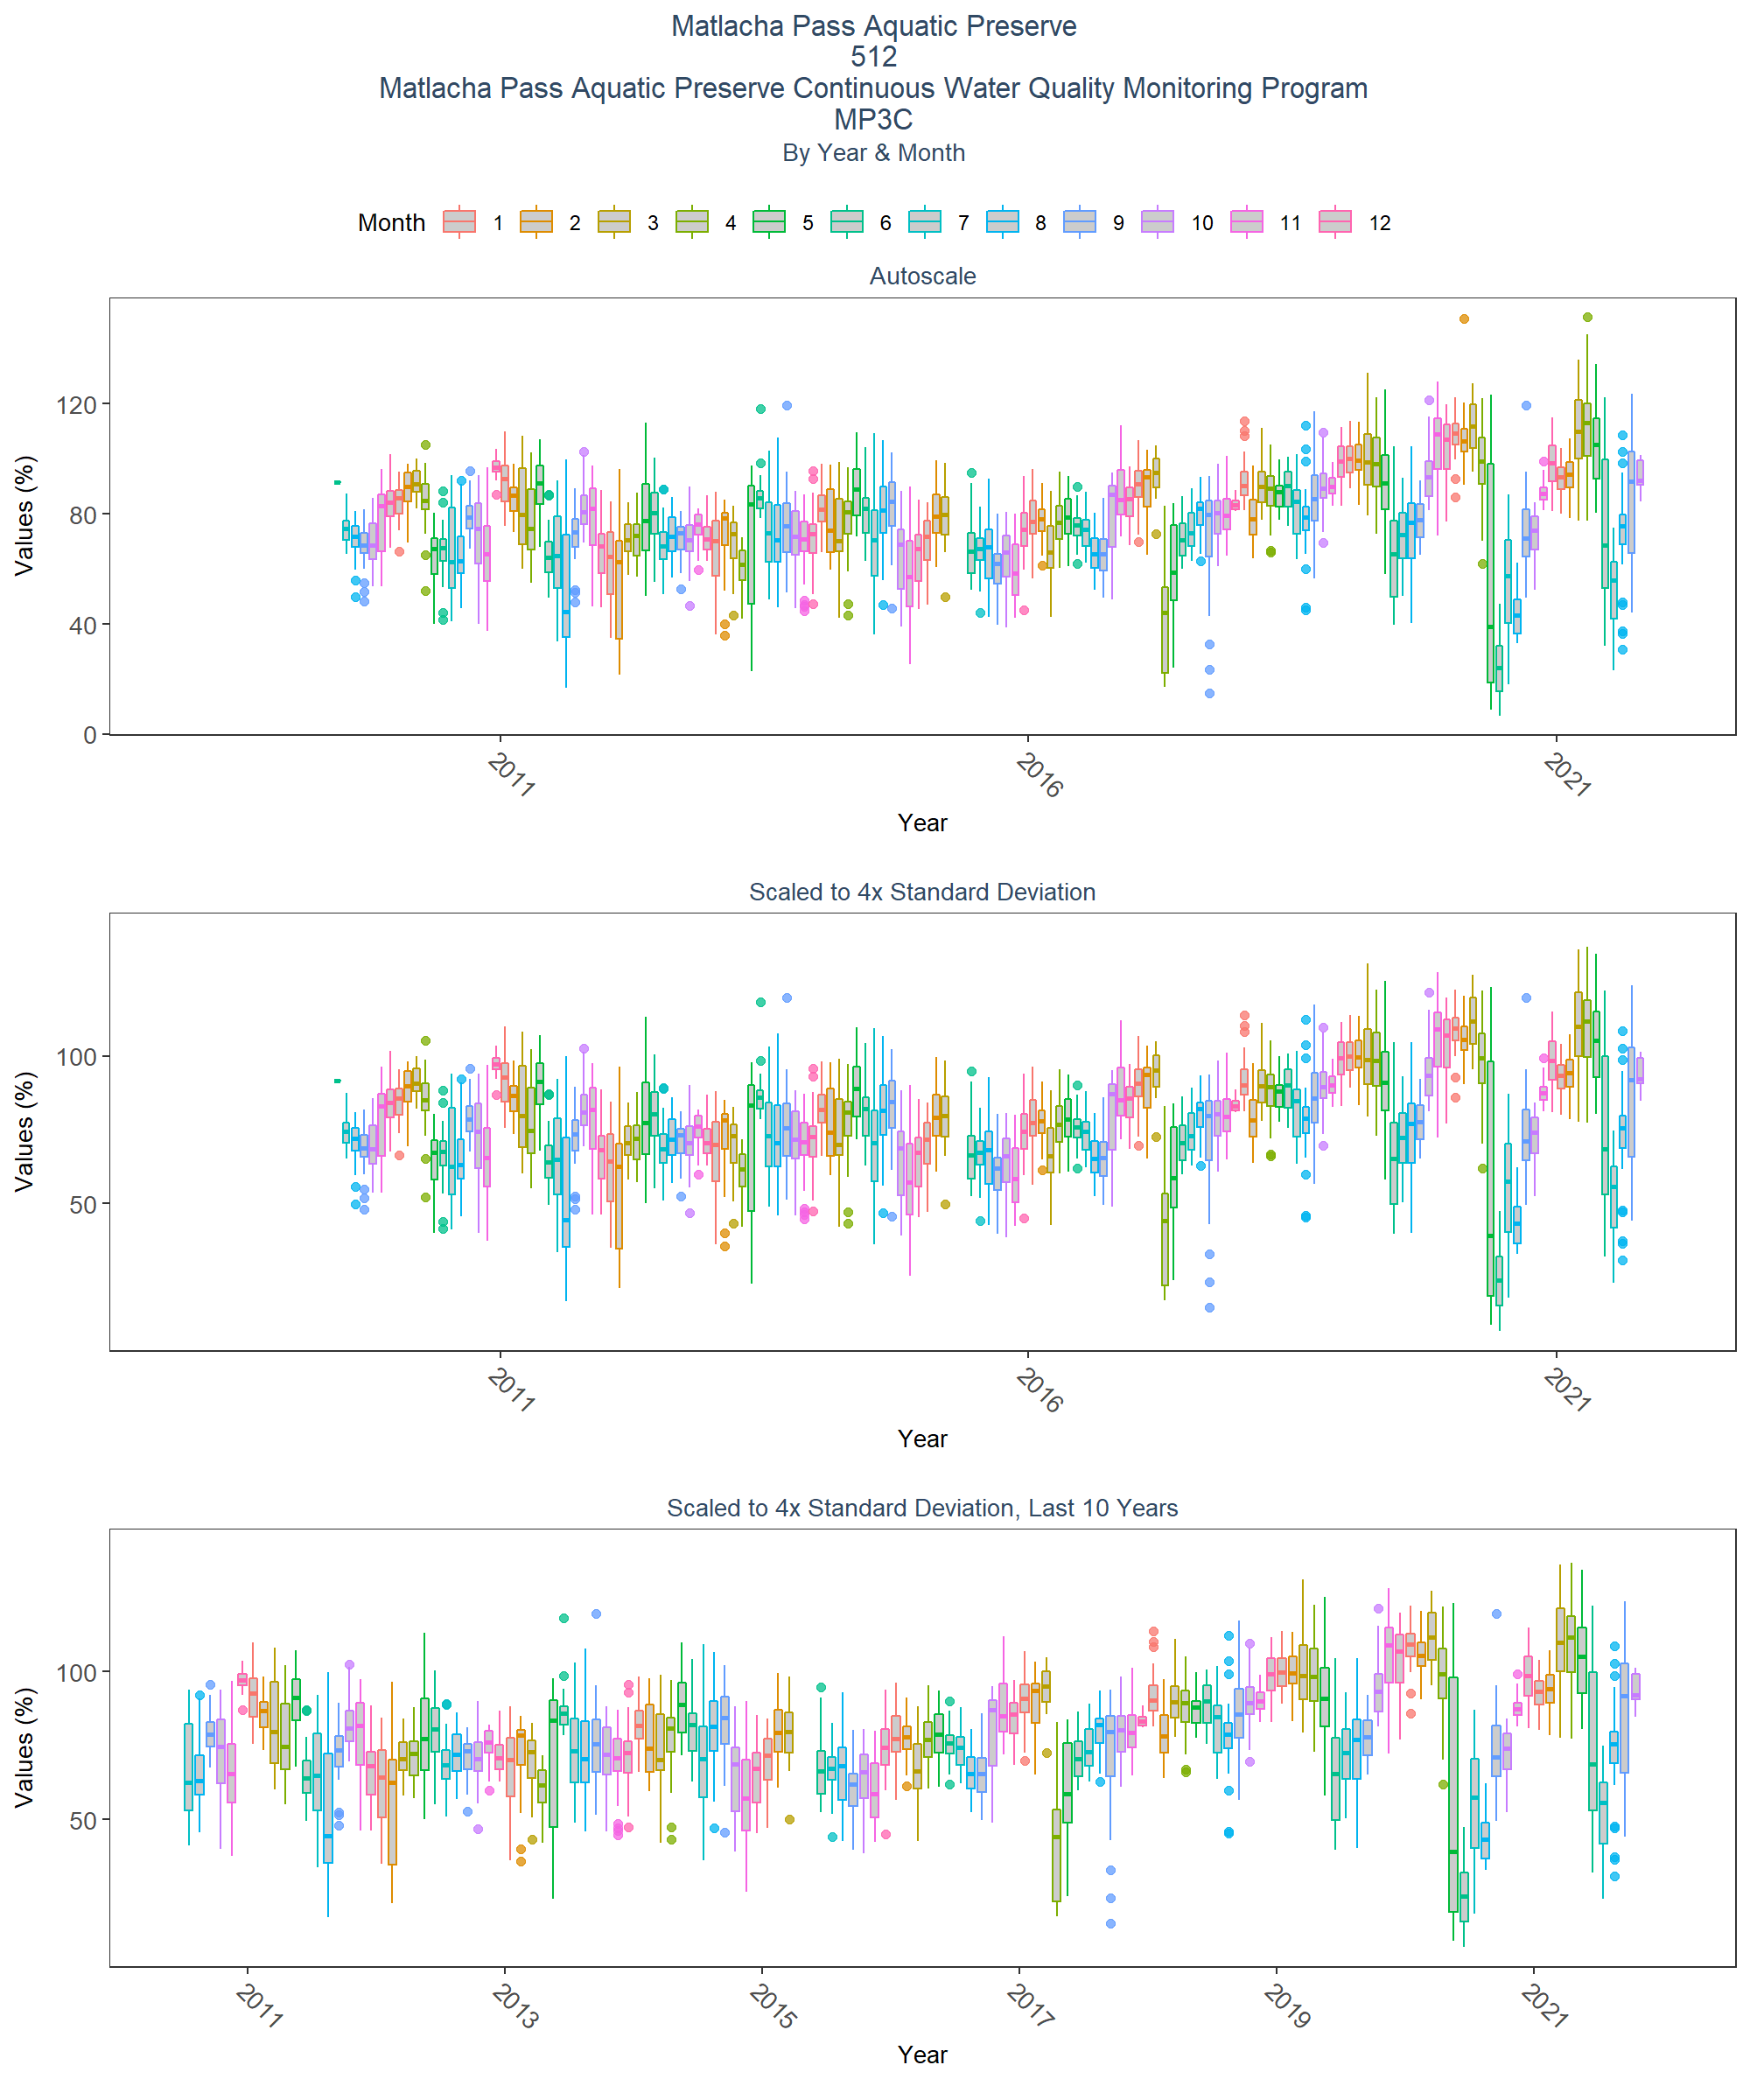 Matlacha Pass Aquatic Preserve
512
Matlacha Pass Aquatic Preserve Continuous Water Quality Monitoring Program
MP3C
By Year & Month
Month 1 2 3 4 5 6 7 8 9 10 11 12
Autoscale
Values (%)
120
80
40
0
2011 2016 2021
Year
Scaled to 4x Standard Deviation
Values (%)
100
50
2011 2016 2021
Year
Scaled to 4x Standard Deviation, Last 10 Years
Values (%)
100
50
2011 2013 2015 2017 2019 2021
Year